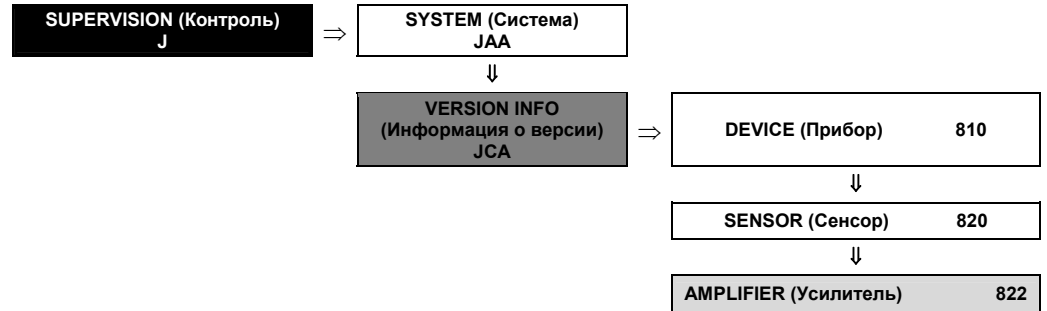 SUPERVISION (Контроль)
J
⇒
SYSTEM (Система)
JAA
⇓
VERSION INFO
(Информация о версии)
JCA
⇒
DEVICE (Прибор) 810
⇓
SENSOR (Сенсор) 820
⇓
AMPLIFIER (Усилитель) 822